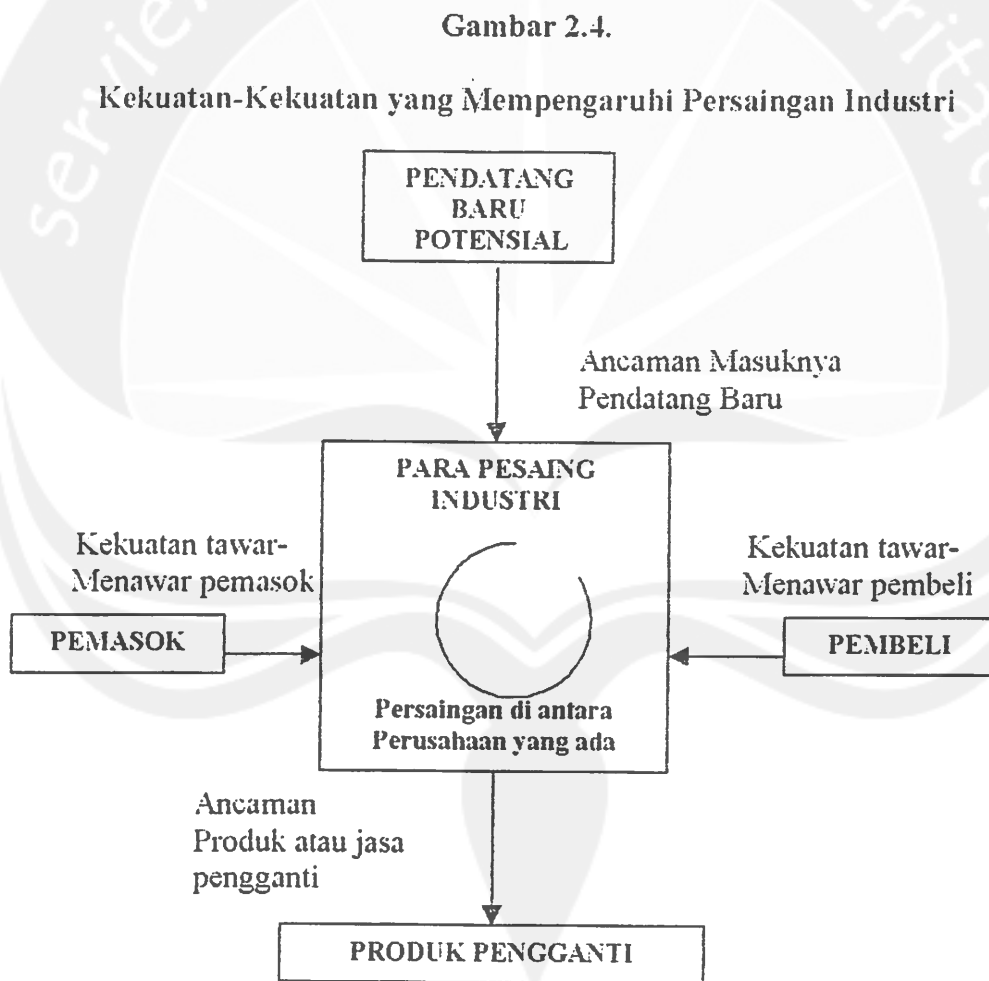 Gambar 2.4.
Kekuatan-Kekuatan yang Mempengaruhi Persaingan Industri
PENDATANG
BARU
POTENSIAL
Ancaman Masuknya
Pendatang Baru
PARA PESAING
INDUSTRI
Kekuatan tawar-
Menawar pemasok
Kekuatan tawar-
Menawar pembeli
PEMASOK
PEMBELI
Persaingan di antara
Perusahaan yang ada
Ancaman
Produk atau jasa
pengganti
PRODUK PENGGANTI